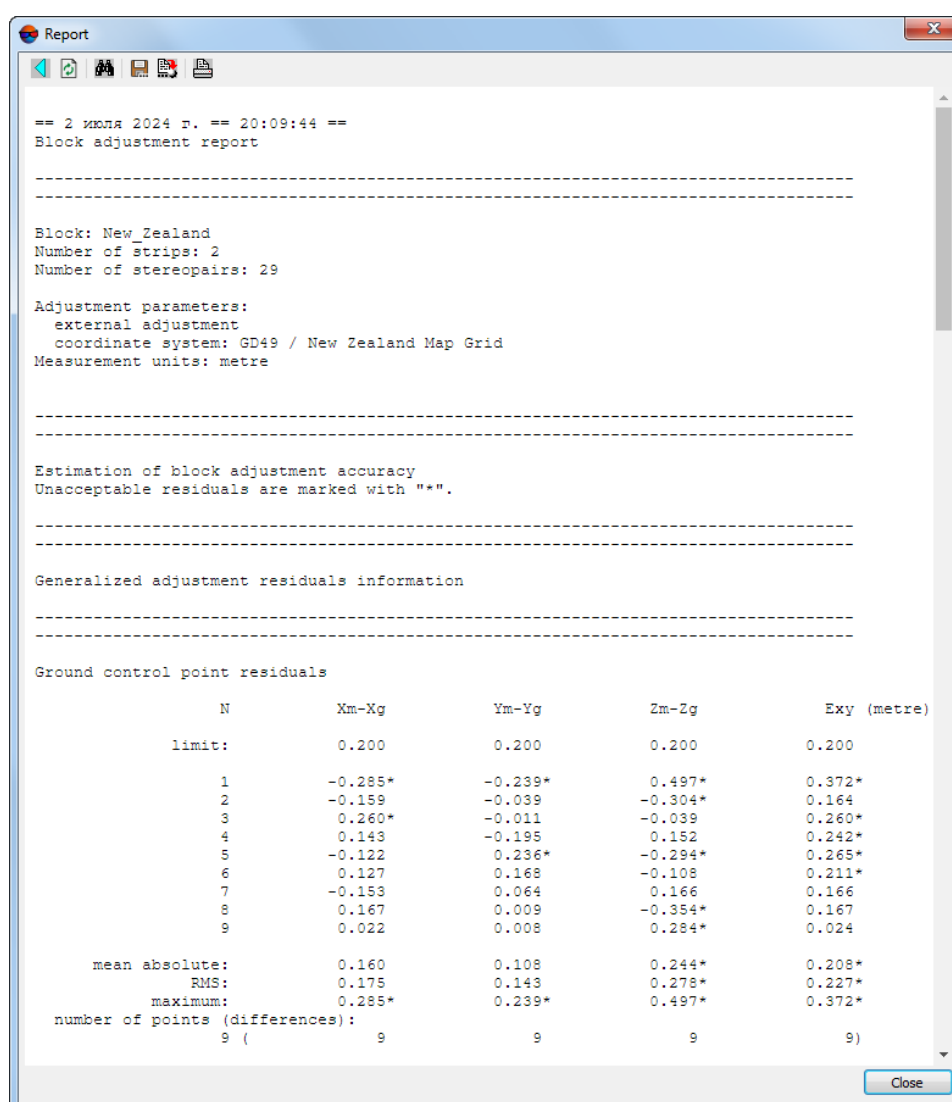 Report
== 2 июля 2024 г. == 20:09:44 ==
Block adjustment report
-------------------------------------------------------------------------------------
-------------------------------------------------------------------------------------
Block: New_Zealand
Number of strips: 2
Number of stereopairs: 29
Adjustment parameters:
external adjustment
coordinate system: GD49 / New Zealand Map Grid
Measurement units: metre
-------------------------------------------------------------------------------------
-------------------------------------------------------------------------------------
Estimation of block adjustment accuracy
Unacceptable residuals are marked with "*".
-------------------------------------------------------------------------------------
-------------------------------------------------------------------------------------
Generalized adjustment residuals information
-------------------------------------------------------------------------------------
-------------------------------------------------------------------------------------
Ground control point residuals
N Xm-Xg Ym-Yg Zm-Zg Exy (metre)
limit: 0.200 0.200 0.200 0.200
1 -0.285* -0.239* 0.497* 0.372*
2 -0.159 -0.039 -0.304* 0.164
3 0.260* -0.011 -0.039 0.260*
4 0.143 -0.195 0.152 0.242*
5 -0.122 0.236* -0.294* 0.265*
6 0.127 0.168 -0.108 0.211*
7 -0.153 0.064 0.166 0.166
8 0.167 0.009 -0.354* 0.167
9 0.022 0.008 0.284* 0.024
mean absolute: 0.160 0.108 0.244* 0.208*
RMS: 0.175 0.143 0.278* 0.227*
maximum: 0.285* 0.239* 0.497* 0.372*
number of points (differences):
9 ( 9 9 9 9)
Close